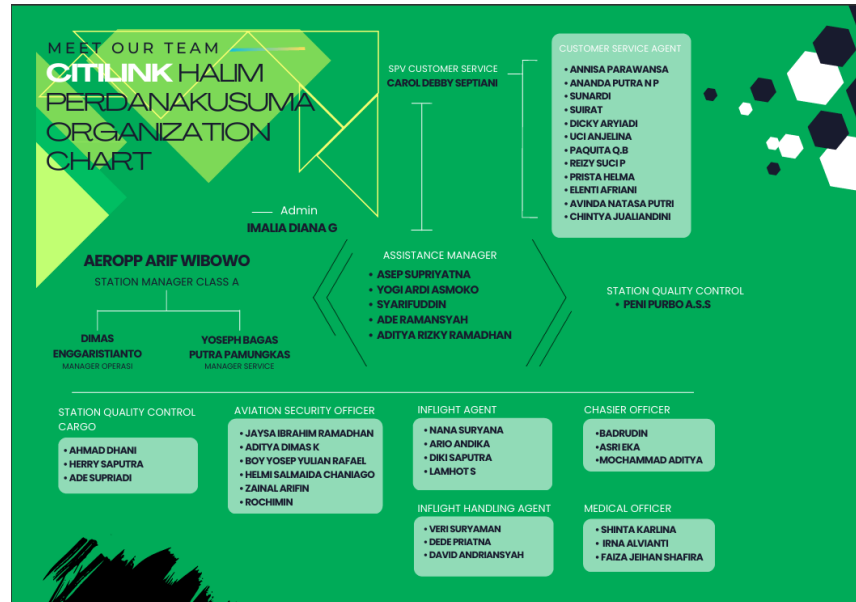 MEET OUR TEAM
CITILINK HALIM
PERDANAKUSUMA
ORGANIZATION
CHART
SPV CUSTOMER SERVICE
CAROL DEBBY SEPTIANI
CUSTOMER SERVICE AGENT
• ANNISA PARAWANSA
• ANANDA PUTRA N P
• SUNARDI
• SUIRAT
• DICKY ARYIADI
• UCI ANJELINA
• PAQUITA Q.B
• REIZY SUCI P
• PRISTA HELMA
• ELENTI AFRIANI
• AVINDA NATASA PUTRI
• CHINTYA JUALIANDINI
Admin
IMALIA DIANA G
AEROPP ARIF WIBOWO
STATION MANAGER CLASS A
DIMAS
ENGGARISTIANTO
MANAGER OPERASI
YOSEPH BAGAS
PUTRA PAMUNGKAS
MANAGER SERVICE
ASSISTANCE MANAGER
• ASEP SUPRIYATNA
• YOGI ARDI ASMOKO
• SYARIFUDDIN
• ADE RAMANSYAH
• ADITYA RIZKY RAMADHAN
STATION QUALITY CONTROL
• PENI PURBO A.S.S
STATION QUALITY CONTROL
CARGO
• AHMAD DHANI
• HERRY SAPUTRA
• ADE SUPRIADI
AVIATION SECURITY OFFICER
• JAYSA IBRAHIM RAMADHAN
• ADITYA DIMAS K
• BOY YOSEP YULIAN RAFAEL
• HELMI SALMAIDA CHANIAGO
• ZAINAL ARIFIN
• ROCHIMIN
INFLIGHT AGENT
• NANA SURYANA
• ARIO ANDIKA
• DIKI SAPUTRA
• LAMHOT S
INFLIGHT HANDLING AGENT
• VERI SURYAMAN
• DEDE PRIATNA
• DAVID ANDRIANSYAH
CHASIER OFFICER
•BADRUDIN
•ASRI EKA
•MOCHAMMAD ADITYA
MEDICAL OFFICER
• SHINTA KARLINA
• IRNA ALVIANTI
• FAIZA JEIHAN SHAFIRA